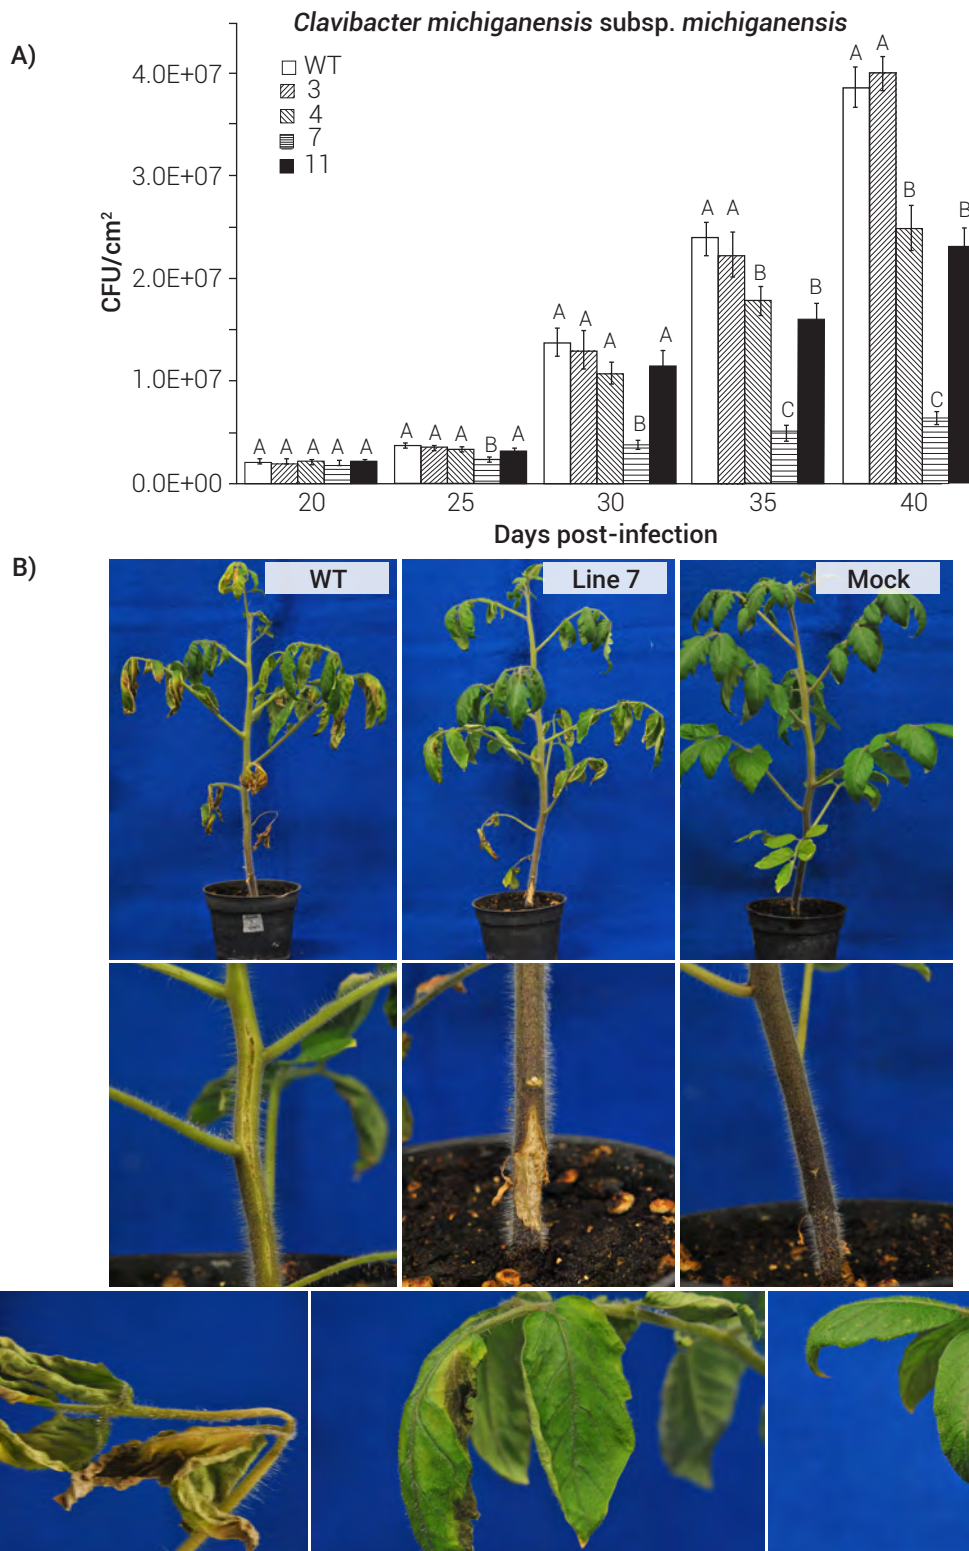 Clavibacter michiganensis subsp. michiganensis
A)
WT
3
4
7
11
4.0E+07
3.0E+07
2.0E+07
1.0E+07
0.0E+00
CFU/cm²
A A A A A
A A A B A
A A A B A
A A B C B
A A B C B
20 25 30 35 40
Days post-infection
B)
WT Line 7 Mock